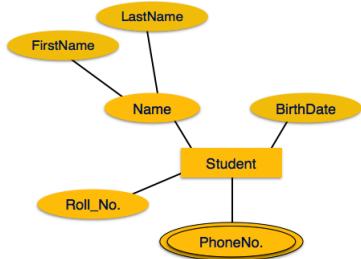 LastName
FirstName
Name
BirthDate
Student
Roll_No.
PhoneNo.